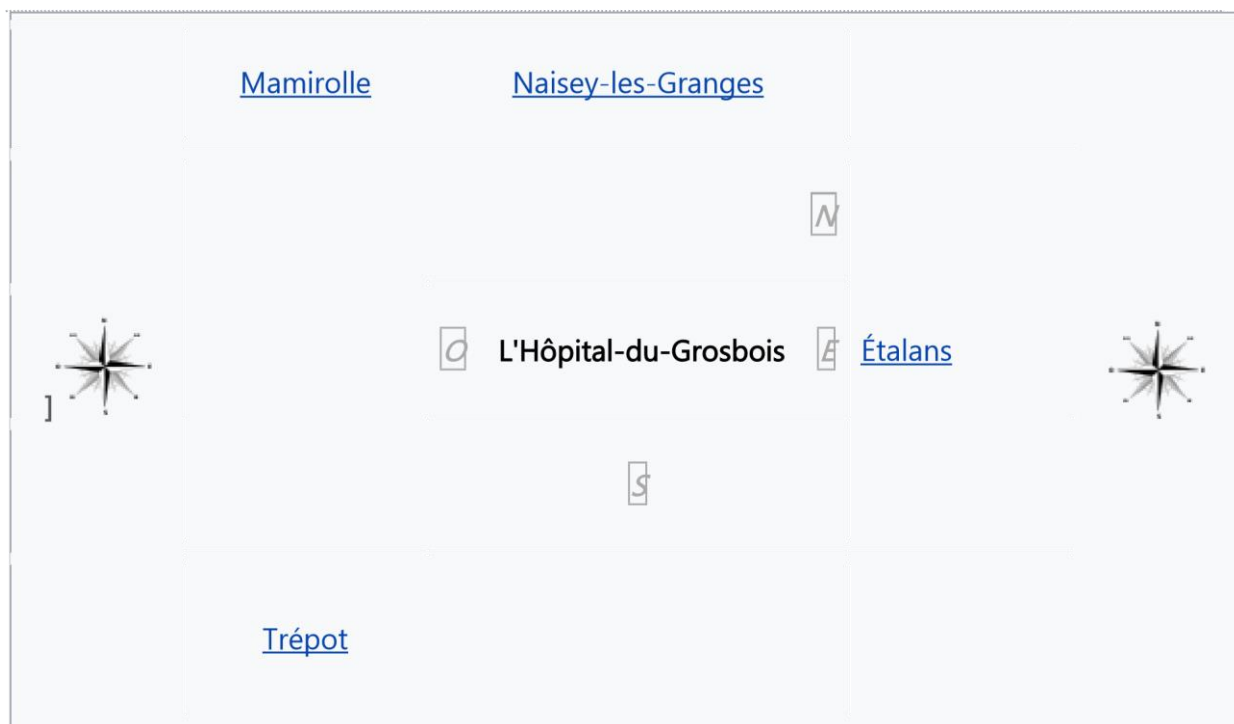 Mamirolle Naisey-les-Granges
N
O L'Hôpital-du-Grosbois E Étalans
]
S
Trépot